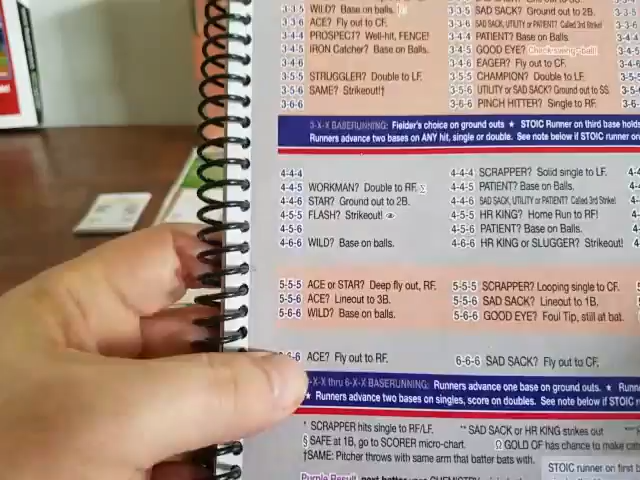 3-3-5 WILD? Base on balls.
3-3-6 ACE? Fly out to CF.
3-4-4 PROSPECT? Well-hit, FENCE!
3-4-5 IRON Catcher? Base on Balls.
3-4-6
3-5-5 STRUGGLER? Double to LF.
3-5-6 SAME? Strikeout!†
3-6-6
3-3-5 SAD SACK? Ground out to 2B.
3-3-6 SAD SACK, UTILITY or PATIENT? Called 3rd Strike!
3-4-4 PATIENT? Base on Balls.
3-4-5 GOOD EYE? Check-swing-ball!
3-4-6 EAGER? Fly out to CF.
3-5-5 CHAMPION? Double to LF.
3-5-6 UTILITY or SAD SACK? Ground out to SS.
3-6-6 PINCH HITTER? Single to RF.
3-X-X BASERUNNING: Fielder's choice on ground outs ★ STOIC Runner on third base holds
Runners advance two bases on ANY hit, single or double. See note below if STOIC runner
4-4-4
4-4-5 WORKMAN? Double to RF. Σ
4-4-6 STAR? Ground out to 2B.
4-5-5 FLASH? Strikeout!
4-5-6
4-6-6 WILD? Base on balls.
4-4-4 SCRAPPER? Solid single to LF.
4-4-5 PATIENT? Base on Balls.
4-4-6 SAD SACK, UTILITY or PATIENT? Called 3rd Strike!
4-5-5 HR KING? Home Run to RF!
4-5-6 PATIENT? Base on Balls.
4-6-6 HR KING or SLUGGER? Strikeout!
5-5-5 ACE or STAR? Deep fly out, RF.
5-5-6 ACE? Lineout to 3B.
5-6-6 WILD? Base on balls.
5-5-5 SCRAPPER? Looping single to CF.
5-5-6 SAD SACK? Lineout to 1B.
5-6-6 GOOD EYE? Foul Tip, still at bat.
6-6 ACE? Fly out to RF.
6-6-6 SAD SACK? Fly out to CF.
-X-X thru 6-X-X BASERUNNING: Runners advance one base on ground outs. ★
★ Runners advance two bases on singles, score on doubles. See note below if STOIC
* SCRAPPER hits single to RF/LF. ** SAD SACK or HR KING strikes out
§ SAFE at 1B, go to SCORER micro-chart. Ω GOLD OF has chance to make
†SAME: Pitcher throws with same arm that batter bats with.
STOIC runner on first
Purple Result